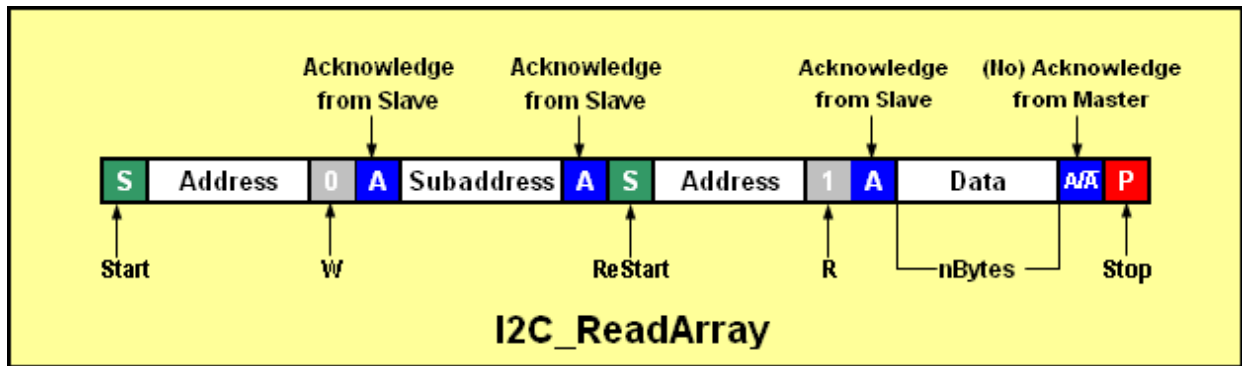 Acknowledge from Slave
Acknowledge from Slave
Acknowledge from Slave
(No) Acknowledge from Master
S Address 0 A Subaddress A S Address 1 A Data A/A̅ P
Start W ReStart R nBytes Stop
I2C_ReadArray